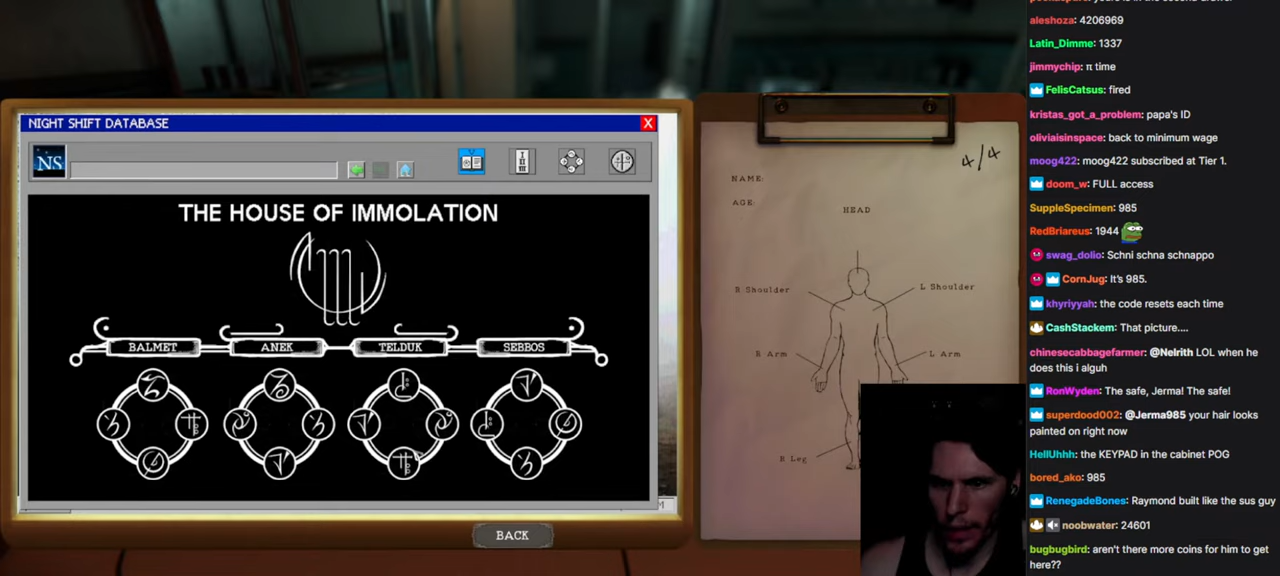 aleshoza: 4206969
Latin_Dimme: 1337
jimmychip: π time
FelisCatsus: fired
kristas_got_a_problem: papa's ID
oliviaisinspace: back to minimum wage
moog422: moog422 subscribed at Tier 1.
doom_w: FULL access
SuppleSpecimen: 985
RedBriareus: 1944
swag_dolio: Schni schna schnappo
CornJug: It's 985.
khyriyyah: the code resets each time
CashStackem: That picture....
chinesecabbagefarmer: @Nelrith LOL when he
does this i alguh
RonWyden: The safe, Jerma! The safe!
superdood002: @Jerma985 your hair looks
painted on right now
HellUhhh: the KEYPAD in the cabinet POG
bored_ako: 985
RenegadeBones: Raymond built like the sus guy
noobwater: 24601
bugbugbird: aren't there more coins for him to get
here??
NIGHT SHIFT DATABASE
X
NS
THE HOUSE OF IMMOLATION
BALMET
ANEK
TELDUK
SEBBOS
BACK
4/4
NAME:
AGE:
HEAD
R Shoulder
L Shoulder
R Arm
L Arm
R Leg